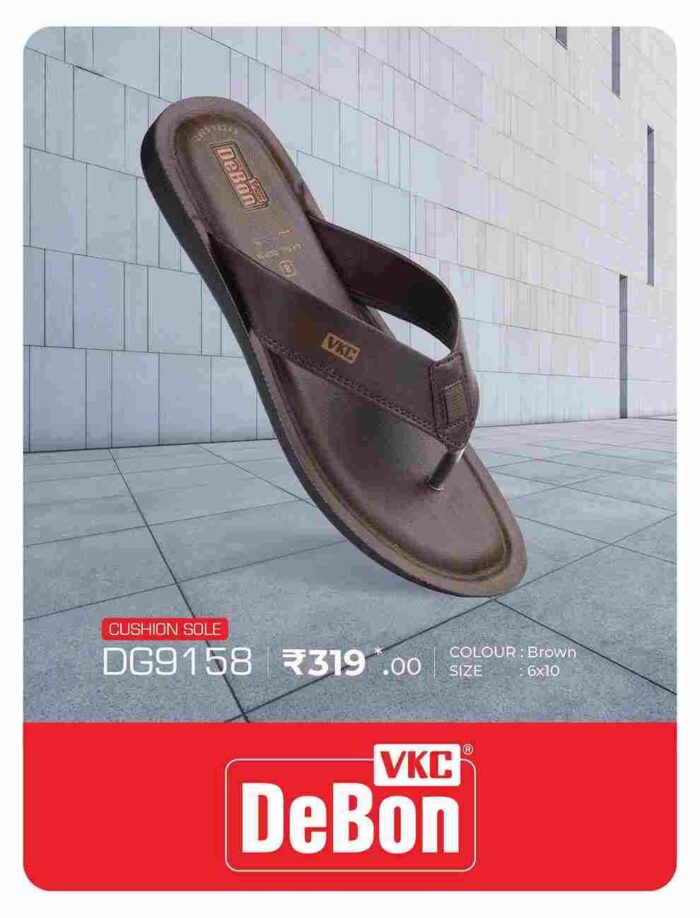 DeBon
VKC
VKC
CUSHION SOLE
DG9158
₹319*.00
COLOUR : Brown
SIZE : 6x10
VKC®
DeBon